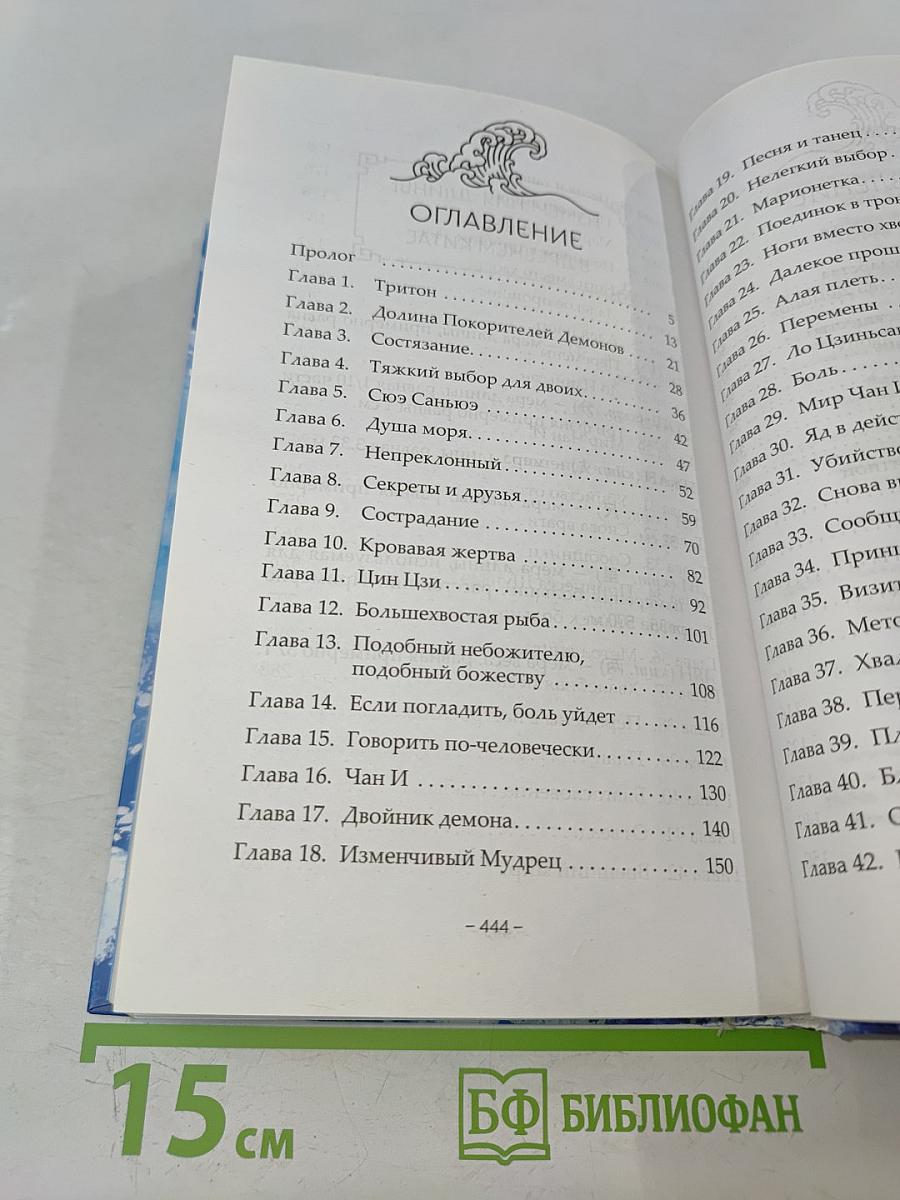 ОГЛАВЛЕНИЕ
Пролог . . . . . . . . . . . . . . . . . . . . . . . . 5
Глава 1. Тритон . . . . . . . . . . . . . . . . . . . . 13
Глава 2. Долина Покорителей Демонов . . . . 21
Глава 3. Состязание. . . . . . . . . . . . . . . . . . 28
Глава 4. Тяжкий выбор для двоих. . . . . . . . 36
Глава 5. Сюэ Саньюэ . . . . . . . . . . . . . . . . . 42
Глава 6. Душа моря. . . . . . . . . . . . . . . . . . 47
Глава 7. Непреклонный . . . . . . . . . . . . . . . 52
Глава 8. Секреты и друзья. . . . . . . . . . . . . . 59
Глава 9. Сострадание . . . . . . . . . . . . . . . . . 70
Глава 10. Кровавая жертва . . . . . . . . . . . . . 82
Глава 11. Цин Цзи . . . . . . . . . . . . . . . . . . . 92
Глава 12. Большехвостая рыба . . . . . . . . . . 101
Глава 13. Подобный небожителю,
подобный божеству . . . . . . . . . . . . . 108
Глава 14. Если погладить, боль уйдет . . . . . . 116
Глава 15. Говорить по-человечески. . . . . . . . 122
Глава 16. Чан И . . . . . . . . . . . . . . . . . . . . . 130
Глава 17. Двойник демона. . . . . . . . . . . . . . 140
Глава 18. Изменчивый Мудрец . . . . . . . . . . 150
– 444 –
Глава 19. Песня и танец . . . .
Глава 20. Нелегкий выбор .
Глава 21. Марионетка. . . .
Глава 22. Поединок в
Глава 23. Ноги вместо
Глава 24. Далекое
Глава 25. Алая плеть. .
Глава 26. Перемены .
Глава 27. Ло
Глава 28. Боль . . .
Глава 29. Мир Чан
Глава 30. Яд в
Глава 31.
Глава 32. Снова
Глава 33.
Глава 34.
Глава 35.
Глава 36.
Глава 37.
Глава 38.
Глава 39.
Глава 40.
Глава 41.
Глава 42.
15 см
БФ БИБЛИОФАН